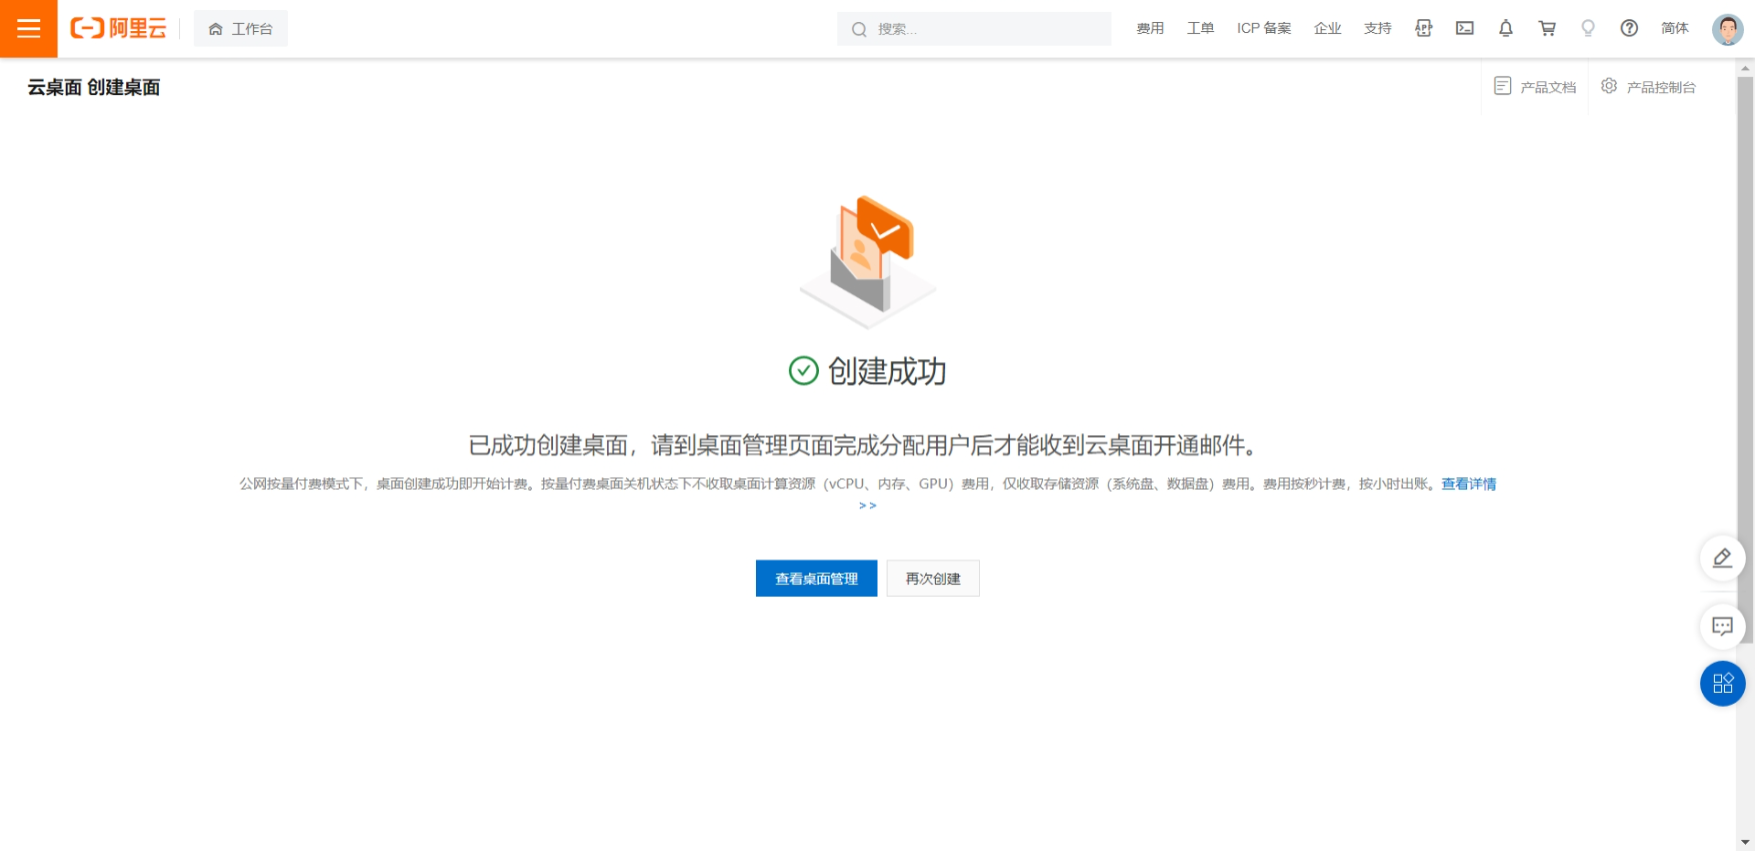 阿里云
工作台
搜索...
费用
工单
ICP 备案
企业
支持
简体
云桌面 创建桌面
产品文档
产品控制台
创建成功
已成功创建桌面，请到桌面管理页面完成分配用户后才能收到云桌面开通邮件。
公网按量付费模式下，桌面创建成功即开始计费。按量付费桌面关机状态下不收取桌面计算资源（vCPU、内存、GPU）费用，仅收取存储资源（系统盘、数据盘）费用。费用按秒计费，按小时出账。查看详情
>>
查看桌面管理
再次创建